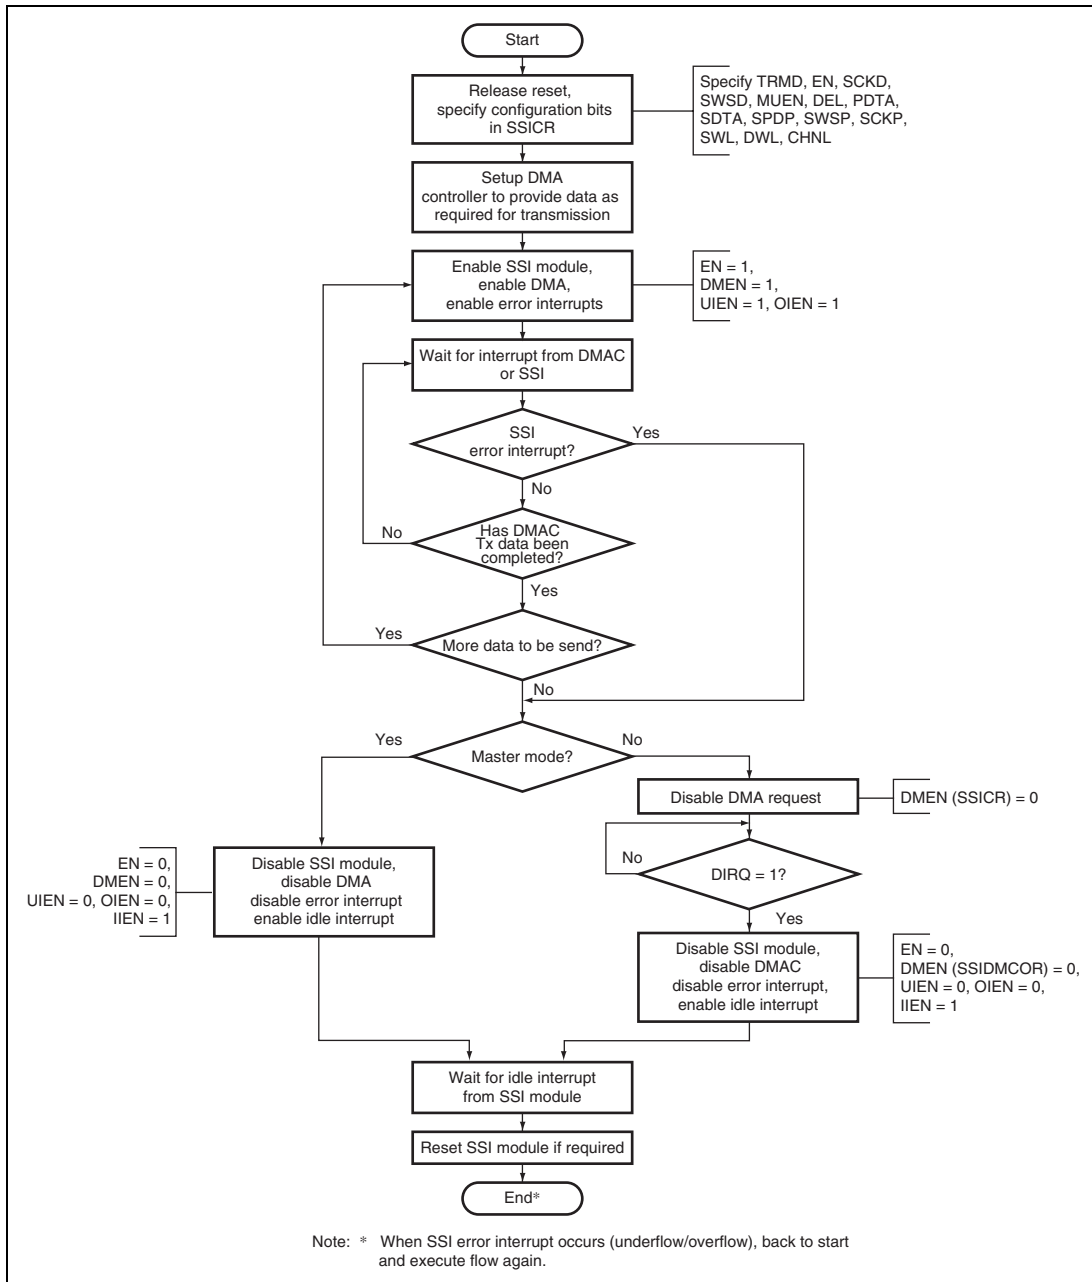 Start
Release reset,
specify configuration bits
in SSICR
Specify TRMD, EN, SCKD,
SWSD, MUEN, DEL, PDTA,
SDTA, SPDP, SWSP, SCKP,
SWL, DWL, CHNL
Setup DMA
controller to provide data as
required for transmission
Enable SSI module,
enable DMA,
enable error interrupts
EN = 1,
DMEN = 1,
UIEN = 1, OIEN = 1
Wait for interrupt from DMAC
or SSI
SSI
error interrupt?
Yes
No
Has DMAC
Tx data been
completed?
No
Yes
More data to be send?
Yes
No
Master mode?
Yes
No
Disable DMA request
DMEN (SSICR) = 0
DIRQ = 1?
No
Yes
EN = 0,
DMEN = 0,
UIEN = 0, OIEN = 0,
IIEN = 1
Disable SSI module,
disable DMA
disable error interrupt
enable idle interrupt
Disable SSI module,
disable DMAC
disable error interrupt,
enable idle interrupt
EN = 0,
DMEN (SSIDMCOR) = 0,
UIEN = 0, OIEN = 0,
IIEN = 1
Wait for idle interrupt
from SSI module
Reset SSI module if required
End*
Note: * When SSI error interrupt occurs (underflow/overflow), back to start
and execute flow again.